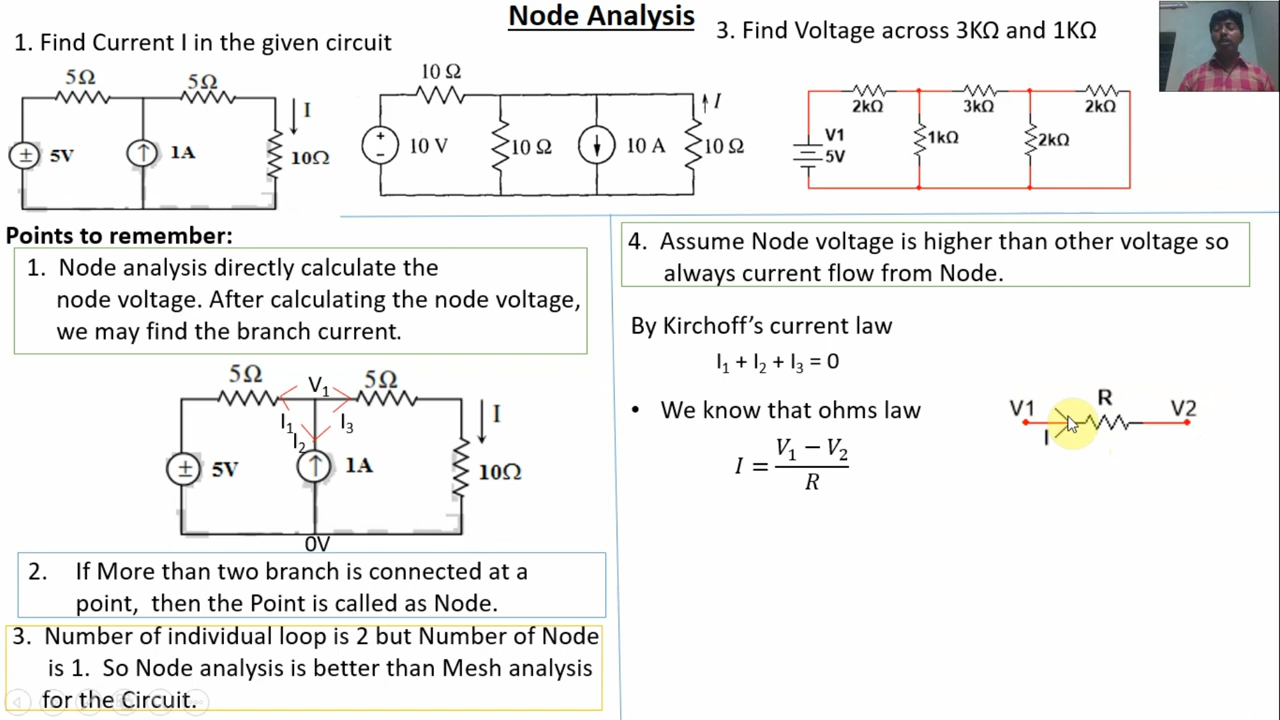 Node Analysis
1. Find Current I in the given circuit
5Ω
5Ω
I
5V
1A
10Ω
10 Ω
I
+
-
10 V
10 Ω
10 A
10 Ω
3. Find Voltage across 3KΩ and 1KΩ
2kΩ
3kΩ
2kΩ
V1
5V
1kΩ
2kΩ
Points to remember:
1. Node analysis directly calculate the
node voltage. After calculating the node voltage,
we may find the branch current.
5Ω
V₁
5Ω
I₁
I₃
I₂
I
5V
1A
10Ω
0V
2. If More than two branch is connected at a
point, then the Point is called as Node.
3. Number of individual loop is 2 but Number of Node
is 1. So Node analysis is better than Mesh analysis
for the Circuit.
4. Assume Node voltage is higher than other voltage so
always current flow from Node.
By Kirchoff’s current law
I₁ + I₂ + I₃ = 0
• We know that ohms law
I = (V₁ − V₂) / R
V1
R
V2
I